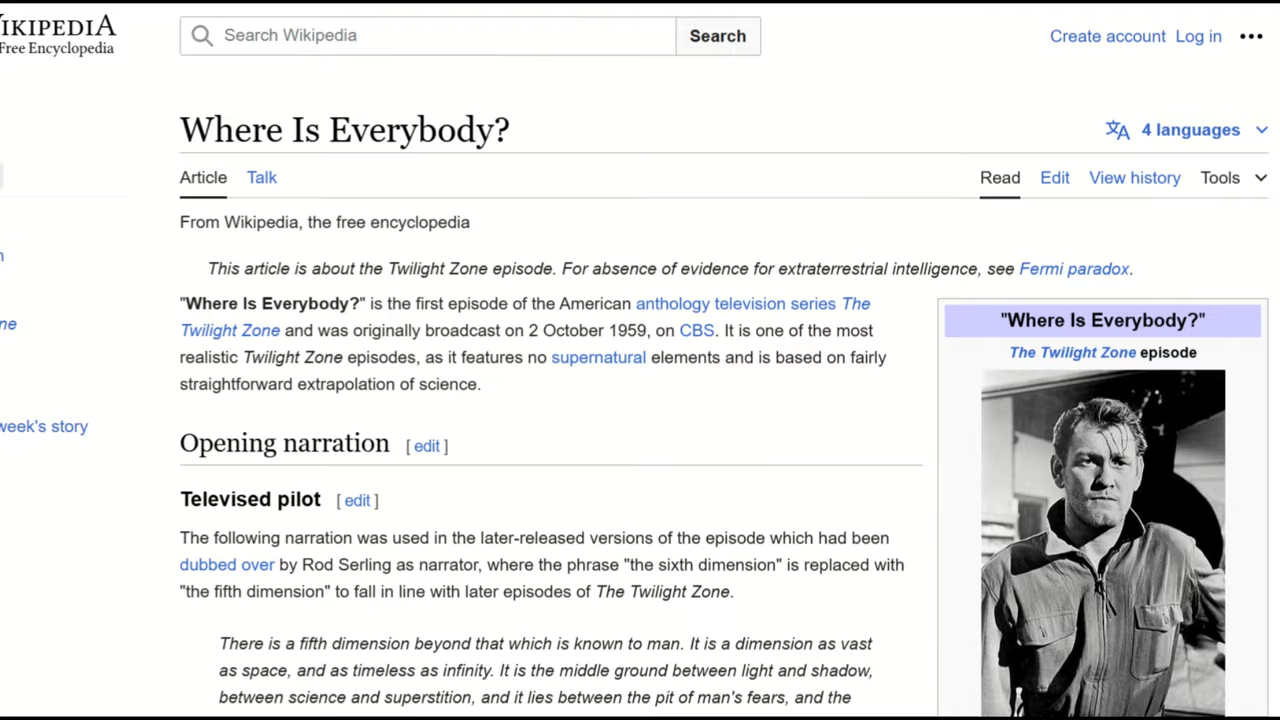 WIKIPEDIA
Free Encyclopedia
Search Wikipedia
Search
Create account Log in
Where Is Everybody?
4 languages
Article Talk
Read Edit View history Tools
From Wikipedia, the free encyclopedia
This article is about the Twilight Zone episode. For absence of evidence for extraterrestrial intelligence, see Fermi paradox.
"Where Is Everybody?" is the first episode of the American anthology television series The
Twilight Zone and was originally broadcast on 2 October 1959, on CBS. It is one of the most
realistic Twilight Zone episodes, as it features no supernatural elements and is based on fairly
straightforward extrapolation of science.
week's story
Opening narration [ edit ]
Televised pilot [ edit ]
The following narration was used in the later-released versions of the episode which had been
dubbed over by Rod Serling as narrator, where the phrase "the sixth dimension" is replaced with
"the fifth dimension" to fall in line with later episodes of The Twilight Zone.
There is a fifth dimension beyond that which is known to man. It is a dimension as vast
as space, and as timeless as infinity. It is the middle ground between light and shadow,
between science and superstition, and it lies between the pit of man's fears, and the
"Where Is Everybody?"
The Twilight Zone episode